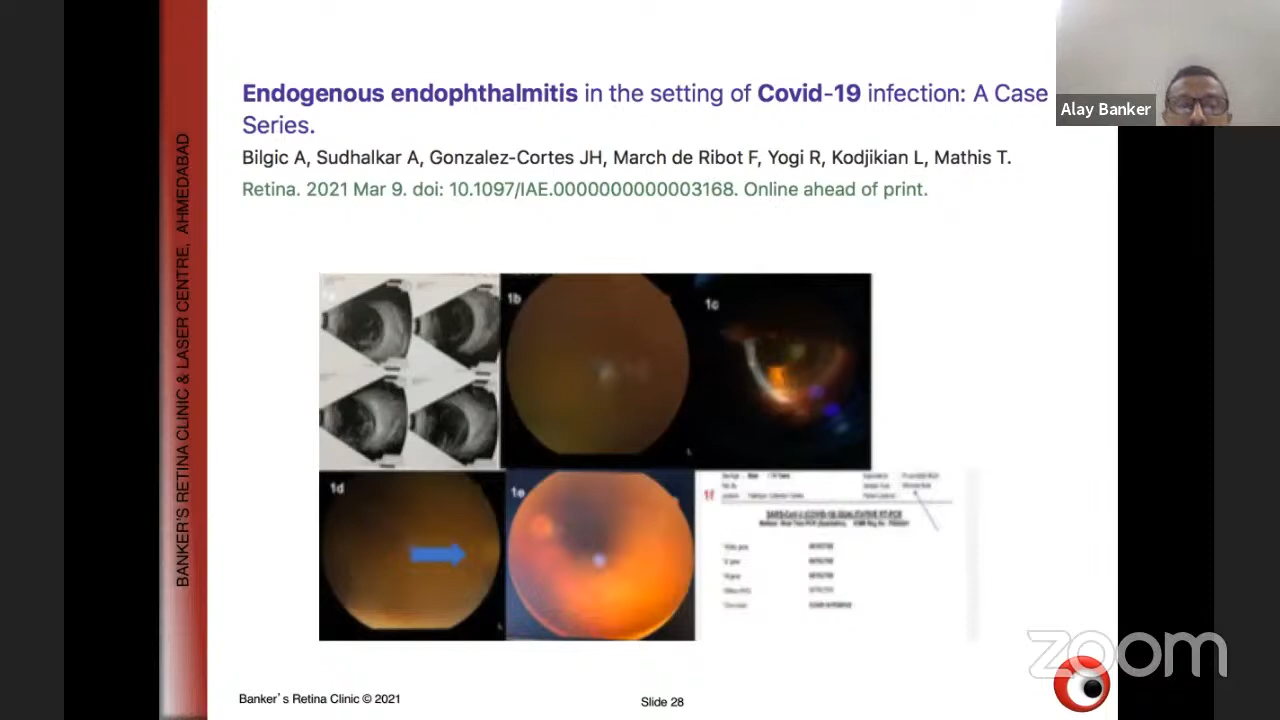 Endogenous endophthalmitis in the setting of Covid-19 infection: A Case
Series.
Alay Banker
Bilgic A, Sudhalkar A, Gonzalez-Cortes JH, March de Ribot F, Yogi R, Kodjikian L, Mathis T.
Retina. 2021 Mar 9. doi: 10.1097/IAE.0000000000003168. Online ahead of print.
BANKER'S RETINA CLINIC & LASER CENTRE, AHMEDABAD
1b
1c
1d
1e
1f
zoom
Banker's Retina Clinic © 2021
Slide 28